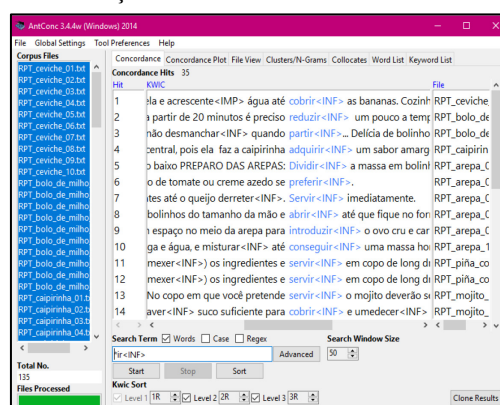 AntConc 3.4.4w (Windows) 2014
File Global Settings Tool Preferences Help
Corpus Files
RPT_ceviche_01.txt
RPT_ceviche_02.txt
RPT_ceviche_03.txt
RPT_ceviche_04.txt
RPT_ceviche_05.txt
RPT_ceviche_06.txt
RPT_ceviche_07.txt
RPT_ceviche_08.txt
RPT_ceviche_09.txt
RPT_ceviche_10.txt
RPT_bolo_de_milho
RPT_bolo_de_milho
RPT_bolo_de_milho
RPT_bolo_de_milho
RPT_bolo_de_milho
RPT_bolo_de_milho
RPT_bolo_de_milho
RPT_bolo_de_milho
RPT_bolo_de_milho
RPT_bolo_de_milho
RPT_caipirinha_01.t
RPT_caipirinha_02.t
RPT_caipirinha_03.t
RPT_caipirinha_04.t
Total No.
135
Files Processed
Concordance Concordance Plot File View Clusters/N-Grams Collocates Word List Keyword List
Concordance Hits 35
Hit KWIC File
1 ela e acrescente<IMP> água até cobrir<INF> as bananas. Cozinh RPT_ceviche_
2 a partir de 20 minutos é preciso reduzir<INF> um pouco a temp RPT_bolo_de
3 não desmanchar<INF> quando partir<INF>... Delícia de bolinho RPT_bolo_de
4 central, pois ela faz a caipirinha adquirir<INF> um sabor amarg RPT_caipirin
5 o baixo PREPARO DAS AREPAS: Dividir<INF> a massa em bolinh RPT_arepa_0
6 o de tomate ou creme azedo se preferir<INF>. RPT_arepa_0
7 ites até o queijo derreter<INF>. Servir<INF> imediatamente. RPT_arepa_0
8 bolinhos do tamanho da mão e abrir<INF> até que fique no for RPT_arepa_0
9 espaço no meio da arepa para introduzir<INF> o ovo cru e car RPT_arepa_0
10 ga e água, e misturar<INF> até conseguir<INF> uma massa ho RPT_arepa_1
11 mexer<INF>) os ingredientes e servir<INF> em copo de long d RPT_piña_co
12 mexer<INF>) os ingredientes e servir<INF> em copo de long d RPT_piña_co
13 No copo em que você pretende servir<INF> o mojito deverão s RPT_mojito_
14 aver<INF> suco suficiente para cobrir<INF> e umedecer<INF> RPT_mojito_
Search Term Words Case Regex Search Window Size
*ir<INF> Advanced 50
Start Stop Sort
Kwic Sort
Level 1 1R Level 2 2R Level 3 3R Clone Results